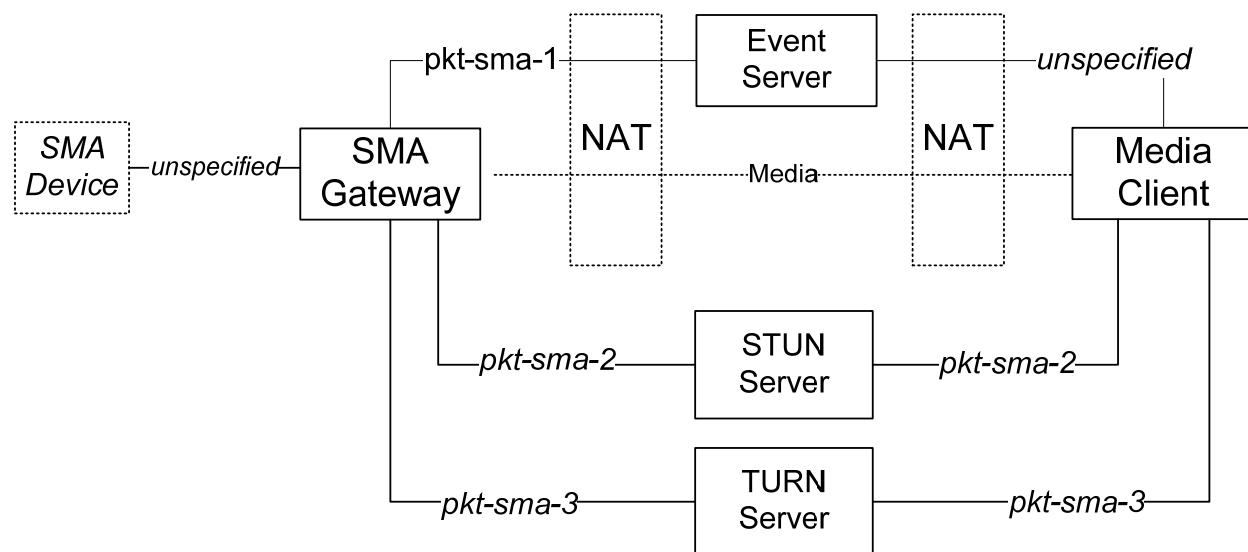 pkt-sma-1
Event
Server
unspecified
SMA
Device
unspecified
SMA
Gateway
NAT
Media
NAT
Media
Client
pkt-sma-2
STUN
Server
pkt-sma-2
pkt-sma-3
TURN
Server
pkt-sma-3